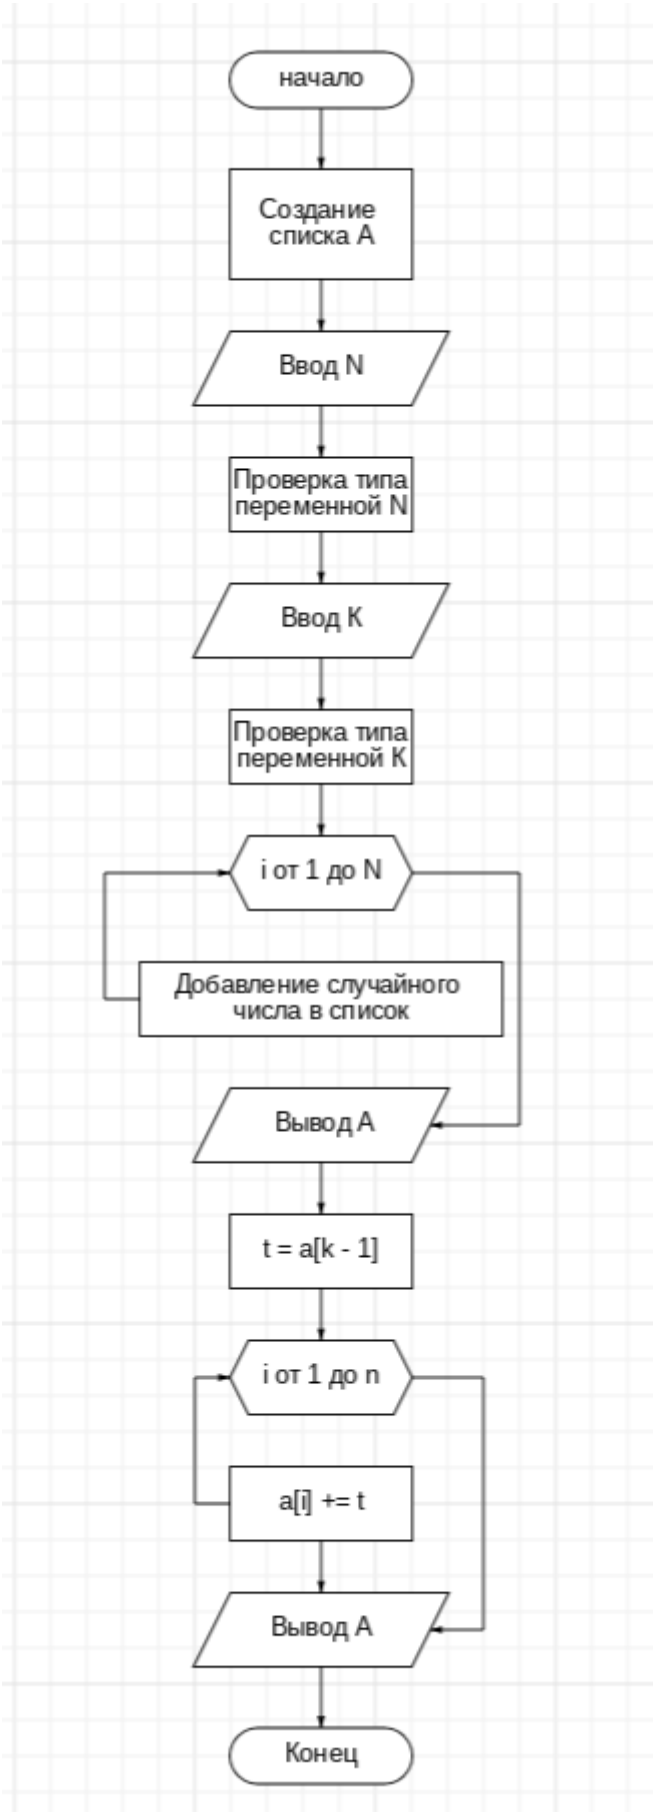 начало
Создание
списка А
Ввод N
Проверка типа
переменной N
Ввод К
Проверка типа
переменной К
i от 1 до N
Добавление случайного
числа в список
Вывод А
t = a[k - 1]
i от 1 до n
a[i] += t
Вывод А
Конец